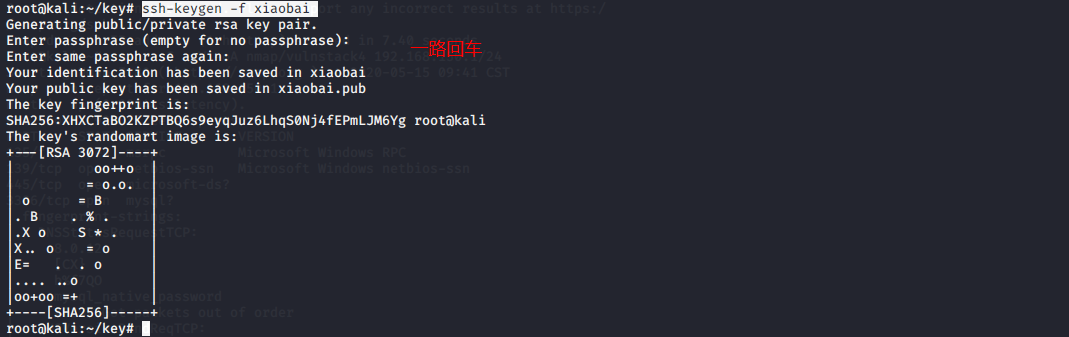 root@kali:~/key# ssh-keygen -f xiaobai
Generating public/private rsa key pair.
Enter passphrase (empty for no passphrase):
一路回车
Enter same passphrase again:
Your identification has been saved in xiaobai
Your public key has been saved in xiaobai.pub
The key fingerprint is:
SHA256:XHXCTaBO2KZPTBQ6s9eyqJuz6LhqS0Nj4fEPmLJM6Yg root@kali
The key's randomart image is:
+---[RSA 3072]----+
|          oo++o  |
|         = o.o.  |
| o      = B      |
|. B    . % .     |
|.X o    S * .    |
|X.. o    = o     |
|E=   . . o       |
|.... ..o         |
|oo+oo =+         |
+----[SHA256]-----+
root@kali:~/key#